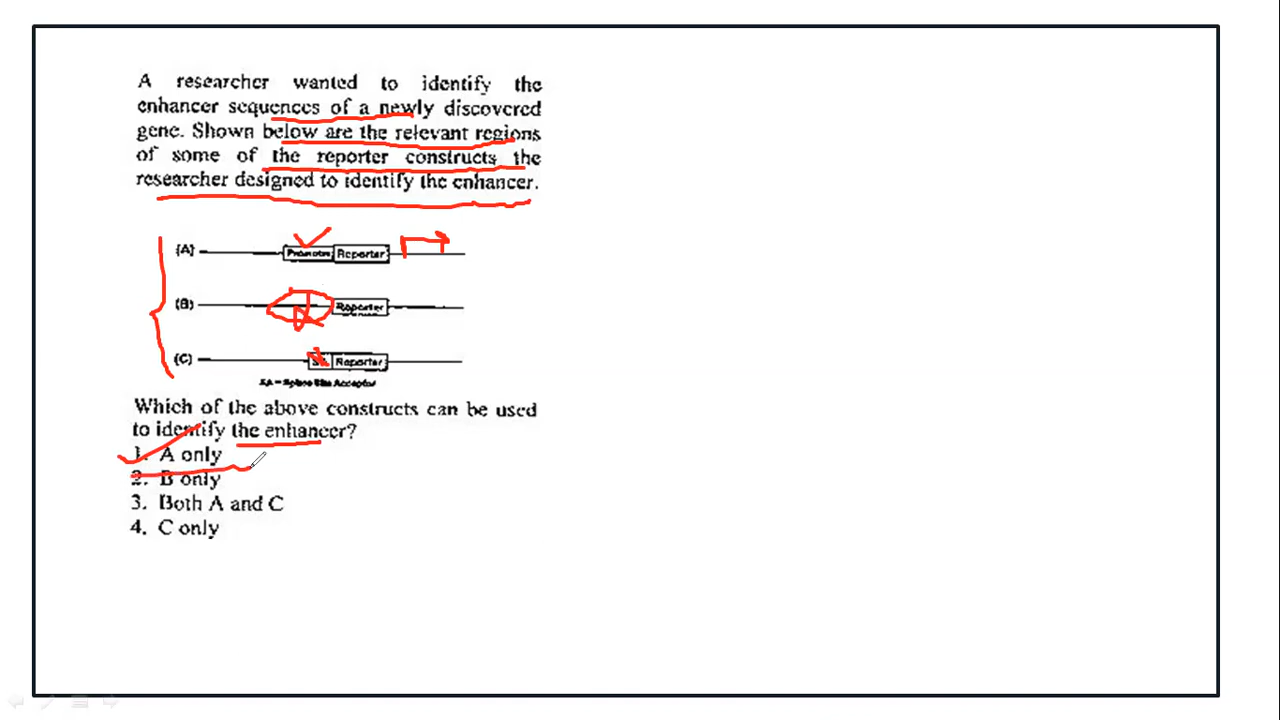 A researcher wanted to identify the
enhancer sequences of a newly discovered
gene. Shown below are the relevant regions
of some of the reporter constructs the
researcher designed to identify the enhancer.
(A) Promoter Reporter
(B) Reporter
(C) SA Reporter
SA = Splice Site Acceptor
Which of the above constructs can be used
to identify the enhancer?
1. A only
2. B only
3. Both A and C
4. C only